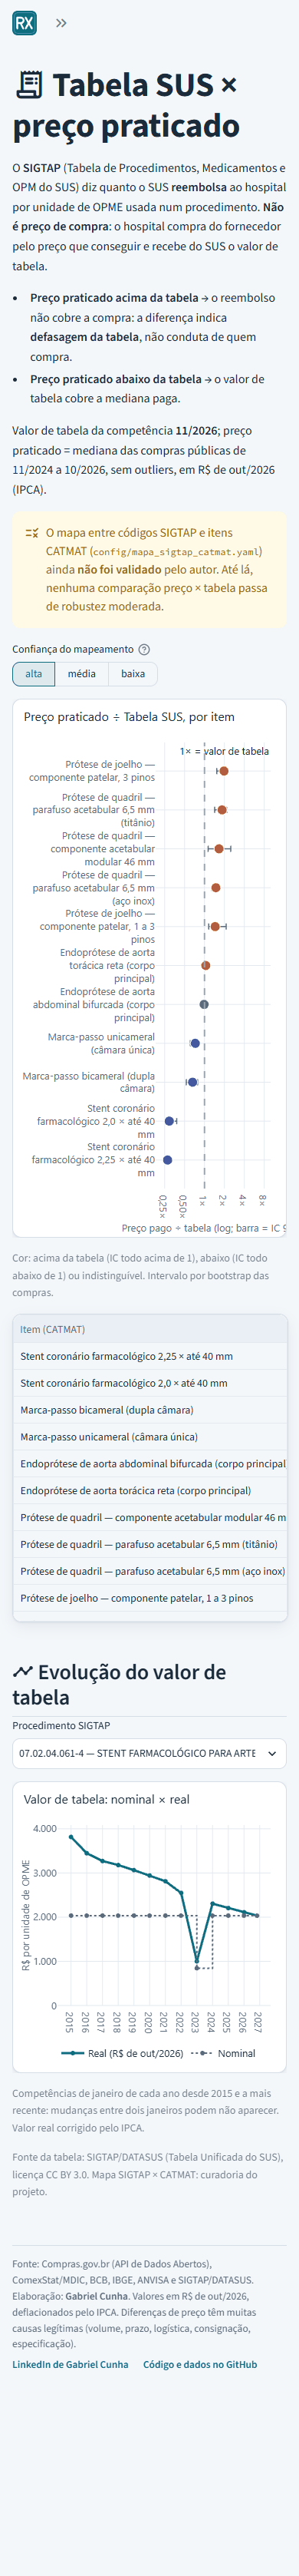 RX
Tabela SUS ×
preço praticado
O SIGTAP (Tabela de Procedimentos, Medicamentos e
OPM do SUS) diz quanto o SUS reembolsa ao hospital
por unidade de OPME usada num procedimento. Não
é preço de compra: o hospital compra do fornecedor
pelo preço que conseguir e recebe do SUS o valor de
tabela.
• Preço praticado acima da tabela → o reembolso
não cobre a compra: a diferença indica
defasagem da tabela, não conduta de quem
compra.
• Preço praticado abaixo da tabela → o valor de
tabela cobre a mediana paga.
Valor de tabela da competência 11/2026; preço
praticado = mediana das compras públicas de
11/2024 a 10/2026, sem outliers, em R$ de out/2026
(IPCA).
O mapa entre códigos SIGTAP e itens
CATMAT (config/mapa_sigtap_catmat.yaml)
ainda não foi validado pelo autor. Até lá,
nenhuma comparação preço × tabela passa
de robustez moderada.
Confiança do mapeamento
alta média baixa
Preço praticado ÷ Tabela SUS, por item
1× = valor de tabela
Prótese de joelho —
componente patelar, 3 pinos
Prótese de quadril —
parafuso acetabular 6,5 mm
(titânio)
Prótese de quadril —
componente acetabular
modular 46 mm
Prótese de quadril —
parafuso acetabular 6,5 mm
(aço inox)
Prótese de joelho —
componente patelar, 1 a 3
pinos
Endoprótese de aorta
torácica reta (corpo
principal)
Endoprótese de aorta
abdominal bifurcada (corpo
principal)
Marca-passo unicameral
(câmara única)
Marca-passo bicameral (dupla
câmara)
Stent coronário
farmacológico 2,0 × até 40
mm
Stent coronário
farmacológico 2,25 × até 40
mm
0,25× 0,50× 1× 2× 4× 8×
Preço pago ÷ tabela (log; barra = IC 9
Cor: acima da tabela (IC todo acima de 1), abaixo (IC todo
abaixo de 1) ou indistinguível. Intervalo por bootstrap das
compras.
Item (CATMAT)
Stent coronário farmacológico 2,25 × até 40 mm
Stent coronário farmacológico 2,0 × até 40 mm
Marca-passo bicameral (dupla câmara)
Marca-passo unicameral (câmara única)
Endoprótese de aorta abdominal bifurcada (corpo principal)
Endoprótese de aorta torácica reta (corpo principal)
Prótese de quadril — componente acetabular modular 46 m
Prótese de quadril — parafuso acetabular 6,5 mm (titânio)
Prótese de quadril — parafuso acetabular 6,5 mm (aço inox)
Prótese de joelho — componente patelar, 1 a 3 pinos
Evolução do valor de
tabela
Procedimento SIGTAP
07.02.04.061-4 — STENT FARMACOLÓGICO PARA ARTE
Valor de tabela: nominal × real
R$ por unidade de OPME
4.000
3.000
2.000
1.000
0
2015 2016 2017 2018 2019 2020 2021 2022 2023 2024 2025 2026 2027
Real (R$ de out/2026) Nominal
Competências de janeiro de cada ano desde 2015 e a mais
recente: mudanças entre dois janeiros podem não aparecer.
Valor real corrigido pelo IPCA.
Fonte da tabela: SIGTAP/DATASUS (Tabela Unificada do SUS),
licença CC BY 3.0. Mapa SIGTAP × CATMAT: curadoria do
projeto.
Fonte: Compras.gov.br (API de Dados Abertos),
ComexStat/MDIC, BCB, IBGE, ANVISA e SIGTAP/DATASUS.
Elaboração: Gabriel Cunha. Valores em R$ de out/2026,
deflacionados pelo IPCA. Diferenças de preço têm muitas
causas legítimas (volume, prazo, logística, consignação,
especificação).
LinkedIn de Gabriel Cunha Código e dados no GitHub